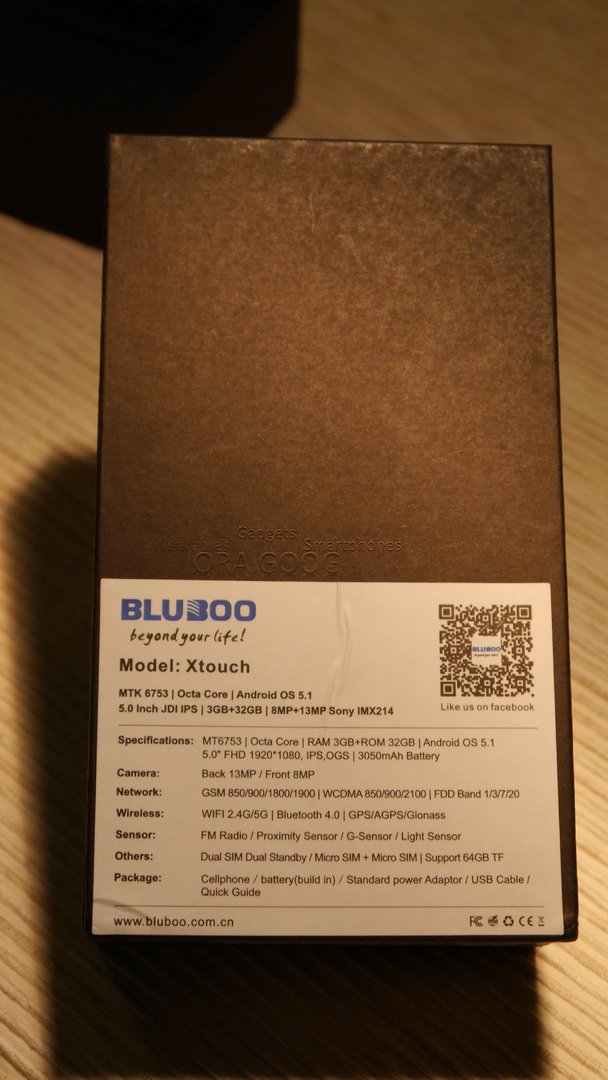 Gadgets
Smartphones
BLUBOO
beyond your life!
Model: Xtouch
MTK 6753 | Octa Core | Android OS 5.1
5.0 Inch JDI IPS | 3GB+32GB | 8MP+13MP Sony IMX214
BLUBOO
Like us on facebook
Specifications: MT6753 | Octa Core | RAM 3GB+ROM 32GB | Android OS 5.1
5.0" FHD 1920*1080, IPS,OGS | 3050mAh Battery
Camera: Back 13MP / Front 8MP
Network: GSM 850/900/1800/1900 | WCDMA 850/900/2100 | FDD Band 1/3/7/20
Wireless: WIFI 2.4G/5G | Bluetooth 4.0 | GPS/AGPS/Glonass
Sensor: FM Radio / Proximity Sensor / G-Sensor / Light Sensor
Others: Dual SIM Dual Standby / Micro SIM + Micro SIM | Support 64GB TF
Package: Cellphone / battery(build in) / Standard power Adaptor / USB Cable /
Quick Guide
www.bluboo.com.cn
FC CE